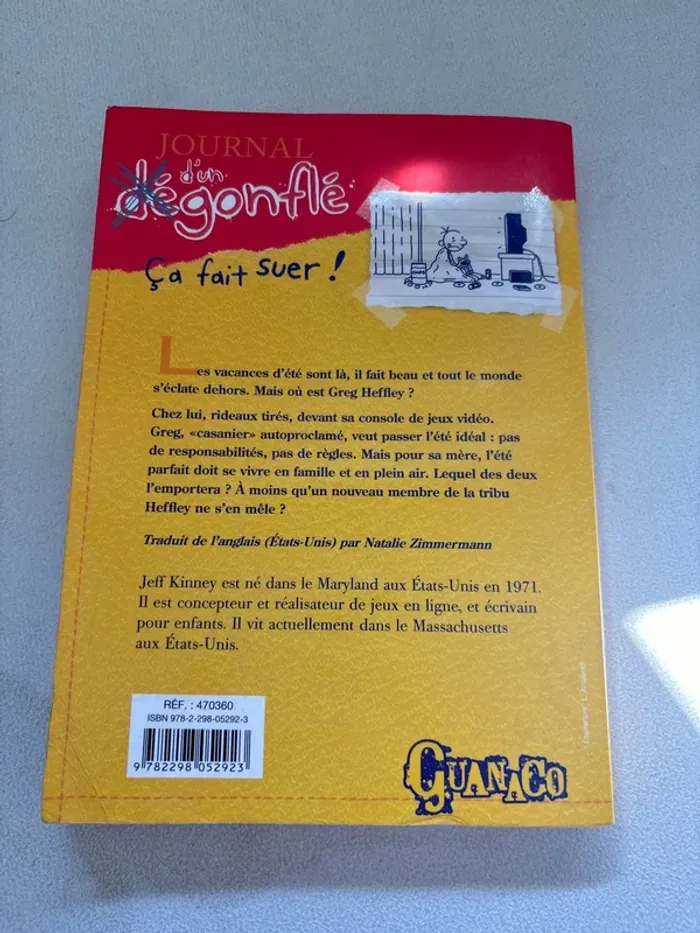 JOURNAL
d'un
dégonflé
Ça fait suer !
Les vacances d'été sont là, il fait beau et tout le monde
s'éclate dehors. Mais où est Greg Heffley ?
Chez lui, rideaux tirés, devant sa console de jeux vidéo.
Greg, «casanier» autoproclamé, veut passer l'été idéal : pas
de responsabilités, pas de règles. Mais pour sa mère, l'été
parfait doit se vivre en famille et en plein air. Lequel des deux
l'emportera ? À moins qu'un nouveau membre de la tribu
Heffley ne s'en mêle ?
Traduit de l'anglais (États-Unis) par Natalie Zimmermann
Jeff Kinney est né dans le Maryland aux États-Unis en 1971.
Il est concepteur et réalisateur de jeux en ligne, et écrivain
pour enfants. Il vit actuellement dans le Massachusetts
aux États-Unis.
RÉF. : 470360
ISBN 978-2-298-05292-3
9 782298 052923
GUANACO